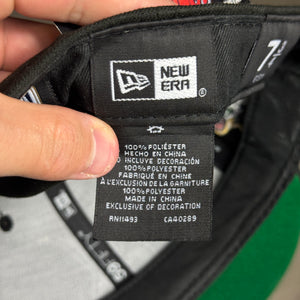 NEW
ERA
®
7
100% POLIÉSTER
HECHO EN CHINA
NO INCLUYE DECORACIÓN
100% POLYESTER
FABRIQUÉ EN CHINE
À L'EXCLUSION DE LA GARNITURE
100% POLYESTER
MADE IN CHINA
EXCLUSIVE OF DECORATION
RN11493 CA40289